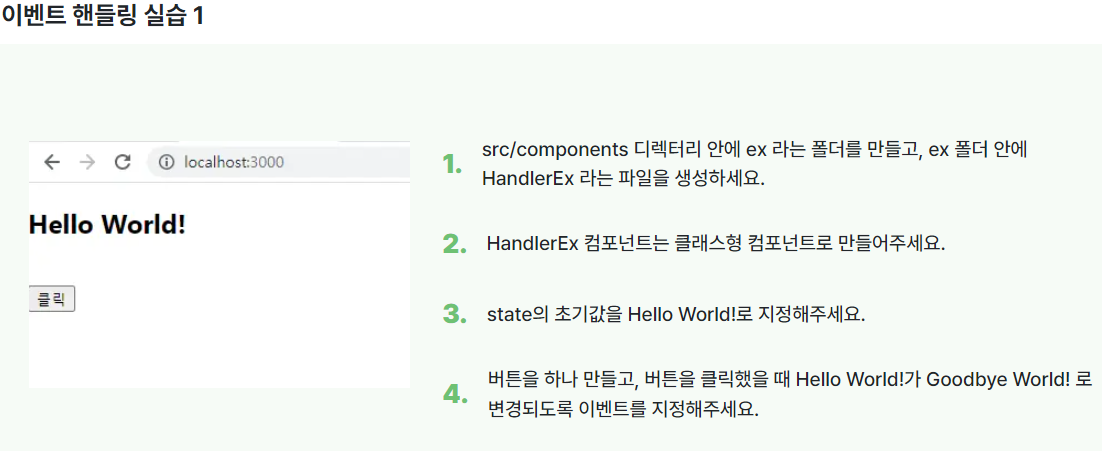 이벤트 핸들링 실습 1
localhost:3000
Hello World!
클릭
1. src/components 디렉터리 안에 ex 라는 폴더를 만들고, ex 폴더 안에
HandlerEx 라는 파일을 생성하세요.
2. HandlerEx 컴포넌트는 클래스형 컴포넌트로 만들어주세요.
3. state의 초기값을 Hello World!로 지정해주세요.
4. 버튼을 하나 만들고, 버튼을 클릭했을 때 Hello World!가 Goodbye World! 로
변경되도록 이벤트를 지정해주세요.